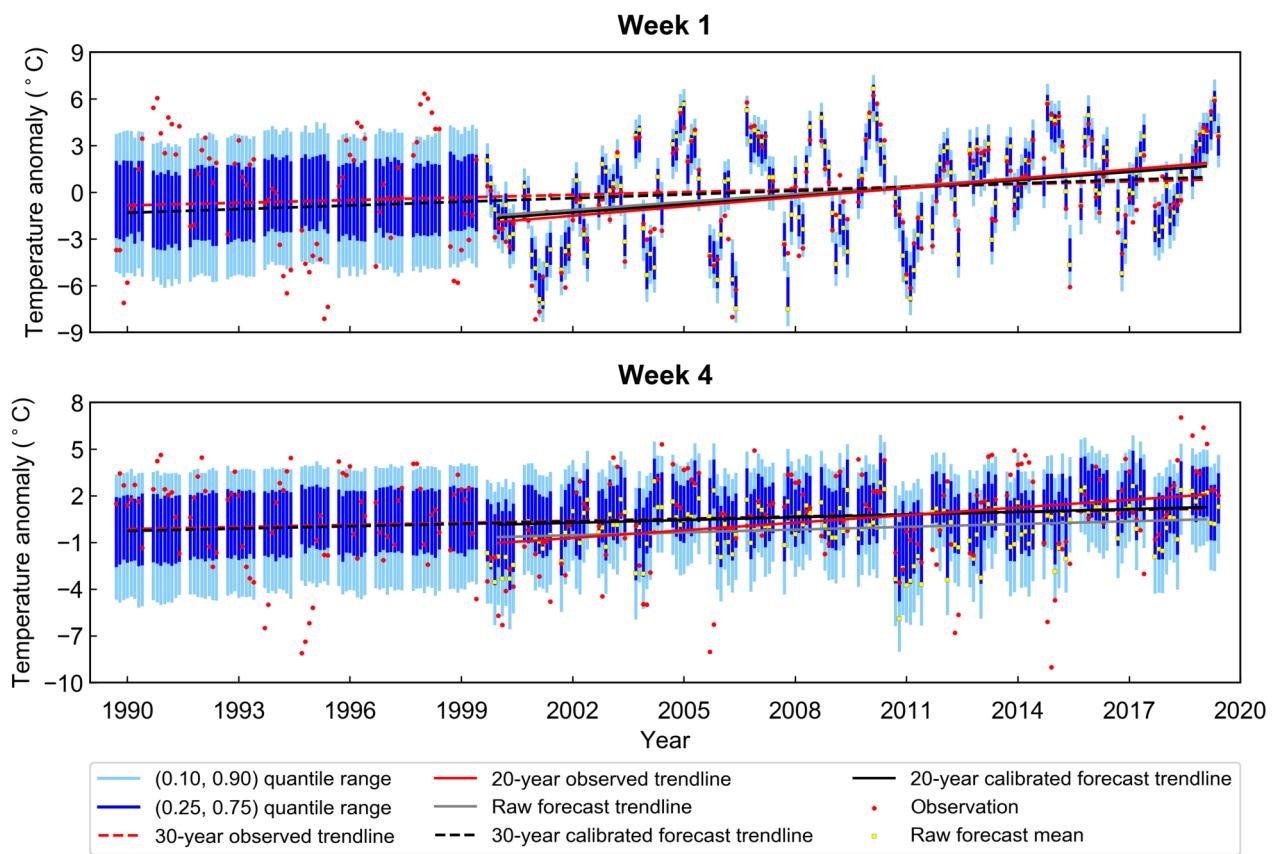 Week 1
Temperature anomaly (°C)
9
6
3
0
−3
−6
−9
Week 4
Temperature anomaly (°C)
8
5
2
−1
−4
−7
−10
1990 1993 1996 1999 2002 2005 2008 2011 2014 2017 2020
Year
(0.10, 0.90) quantile range 20-year observed trendline 20-year calibrated forecast trendline
(0.25, 0.75) quantile range Raw forecast trendline Observation
30-year observed trendline 30-year calibrated forecast trendline Raw forecast mean